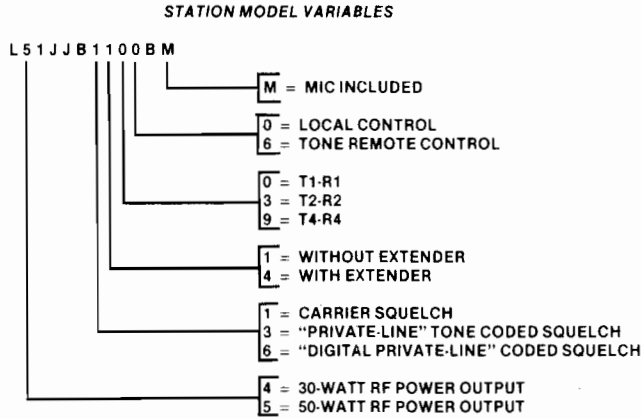 STATION MODEL VARIABLES
L51JJB1100BM
M = MIC INCLUDED
0 = LOCAL CONTROL
6 = TONE REMOTE CONTROL
0 = T1-R1
3 = T2-R2
9 = T4-R4
1 = WITHOUT EXTENDER
4 = WITH EXTENDER
1 = CARRIER SQUELCH
3 = "PRIVATE-LINE" TONE CODED SQUELCH
6 = "DIGITAL PRIVATE-LINE" CODED SQUELCH
4 = 30-WATT RF POWER OUTPUT
5 = 50-WATT RF POWER OUTPUT